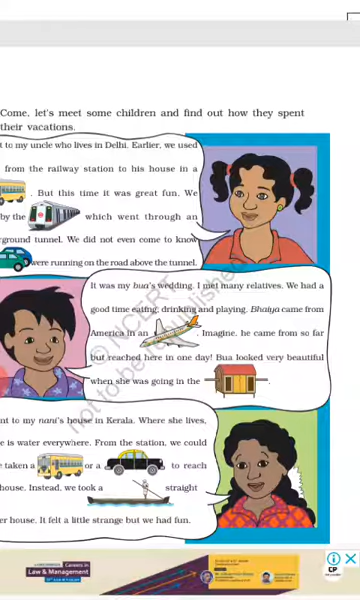 Come, let's meet some children and find out how they spent
their vacations.
t to my uncle who lives in Delhi. Earlier, we used
from the railway station to his house in a
. But this time it was great fun. We
by the which went through an
rground tunnel. We did not even come to know
were running on the road above the tunnel.
It was my bua's wedding. I met many relatives. We had a
good time eating, drinking and playing. Bhaiya came from
America in an . Imagine, he came from so far
but reached here in one day! Bua looked very beautiful
when she was going in the .
nt to my nani's house in Kerala. Where she lives,
e is water everywhere. From the station, we could
e taken a or a to reach
house. Instead, we took a straight
er house. It felt a little strange but we had fun.
© NCERT
not to be republished
Careers in
Law & Management
CP